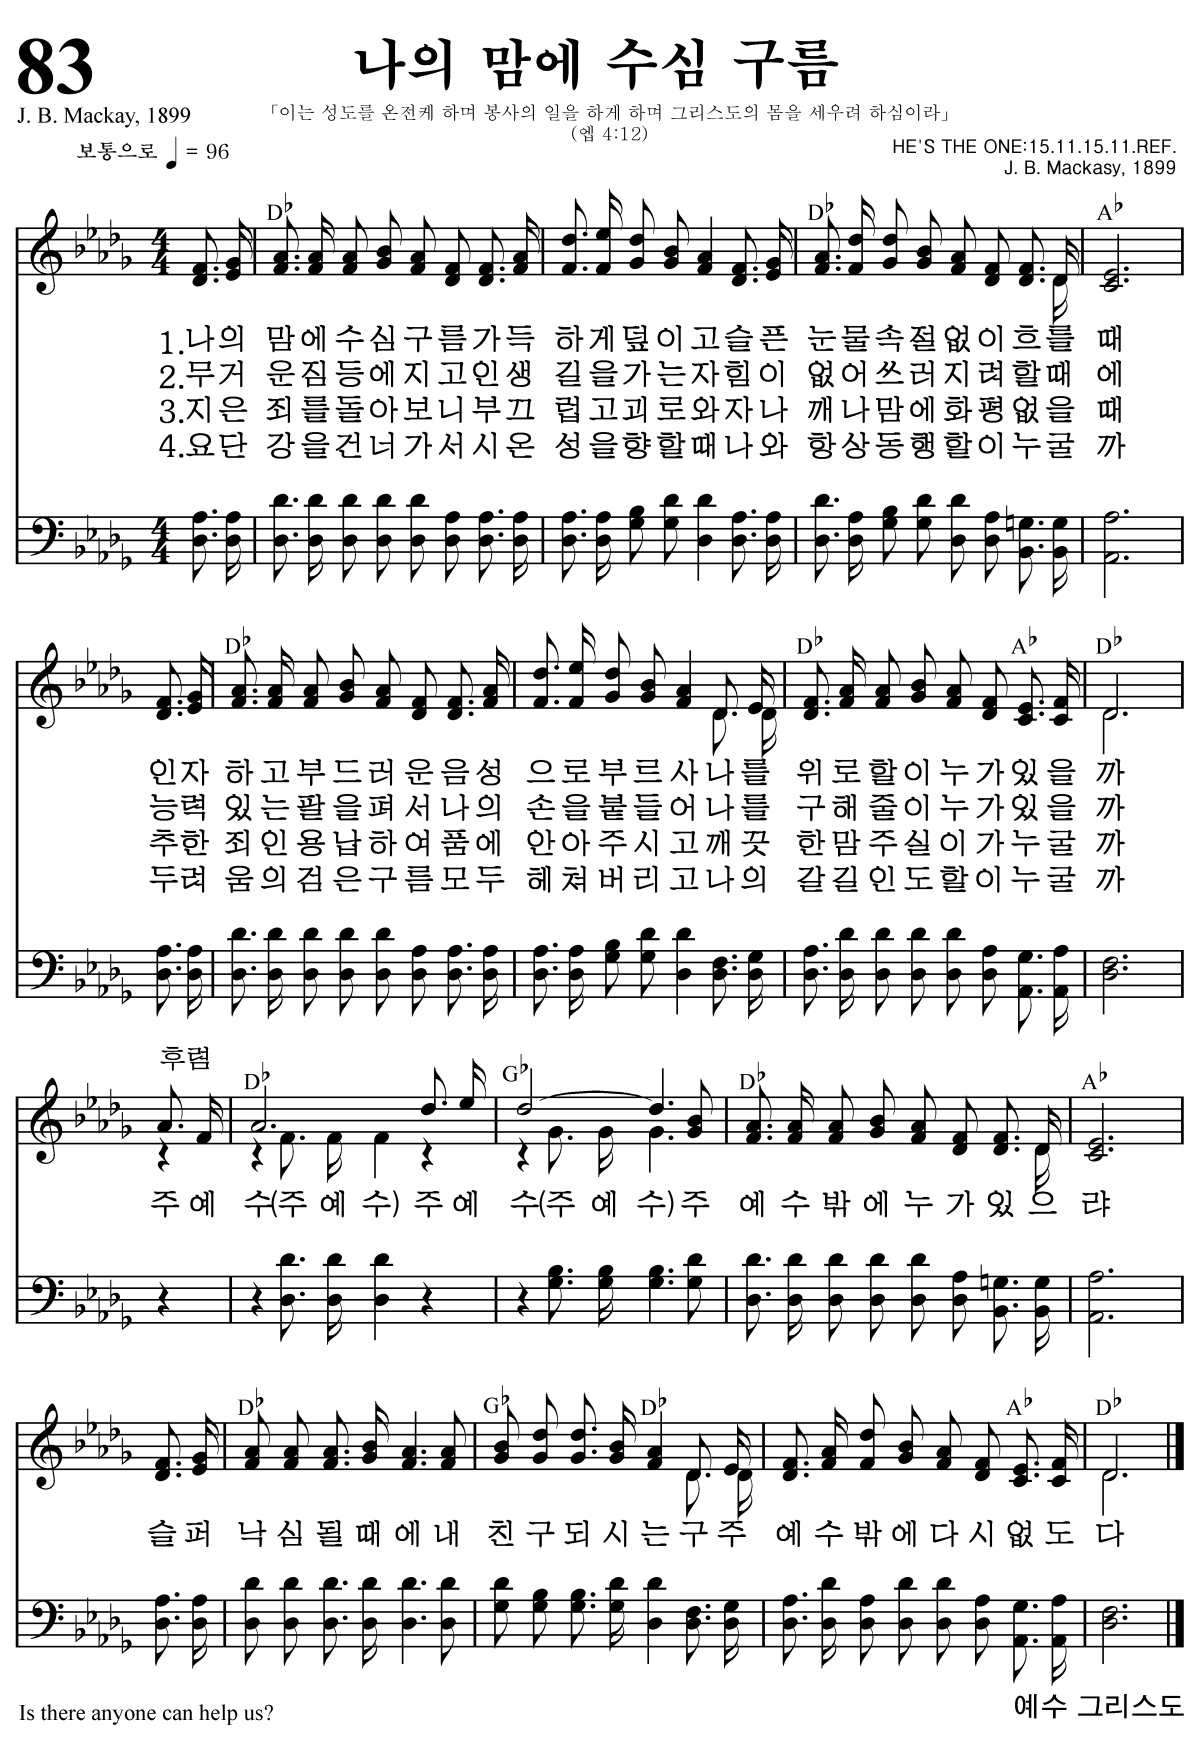 83
나의 맘에 수심 구름
J. B. Mackay, 1899
「이는 성도를 온전케 하며 봉사의 일을 하게 하며 그리스도의 몸을 세우려 하심이라」
(엡 4:12)
보통으로 ♩ = 96
HE'S THE ONE:15.11.15.11.REF.
J. B. Mackasy, 1899
D♭ D♭ A♭
4/4
1.나의 맘에수심구름가득 하게덮이고슬픈 눈물속절없이흐를 때
2.무거 운짐등에지고인생 길을가는자힘이 없어쓰러지려할때 에
3.지은 죄를돌아보니부끄 럽고괴로와자나 깨나맘에화평없을 때
4.요단 강을건너가서시온 성을향할때나와 항상동행할이누굴 까
4/4
D♭ D♭ A♭ D♭
인자 하고부드러운음성 으로부르사나를 위로할이누가있을 까
능력 있는팔을펴서나의 손을붙들어나를 구해줄이누가있을 까
추한 죄인용납하여품에 안아주시고깨끗 한맘주실이가누굴 까
두려 움의검은구름모두 헤쳐버리고나의 갈길인도할이누굴 까
후렴
D♭ G♭ D♭ A♭
주예 수(주 예 수) 주예 수(주 예 수) 주 예수밖에누가있으 랴
D♭ G♭ D♭ A♭ D♭
슬퍼 낙심될때에내 친구되시는구주 예수밖에다시없도 다
Is there anyone can help us?
예수 그리스도